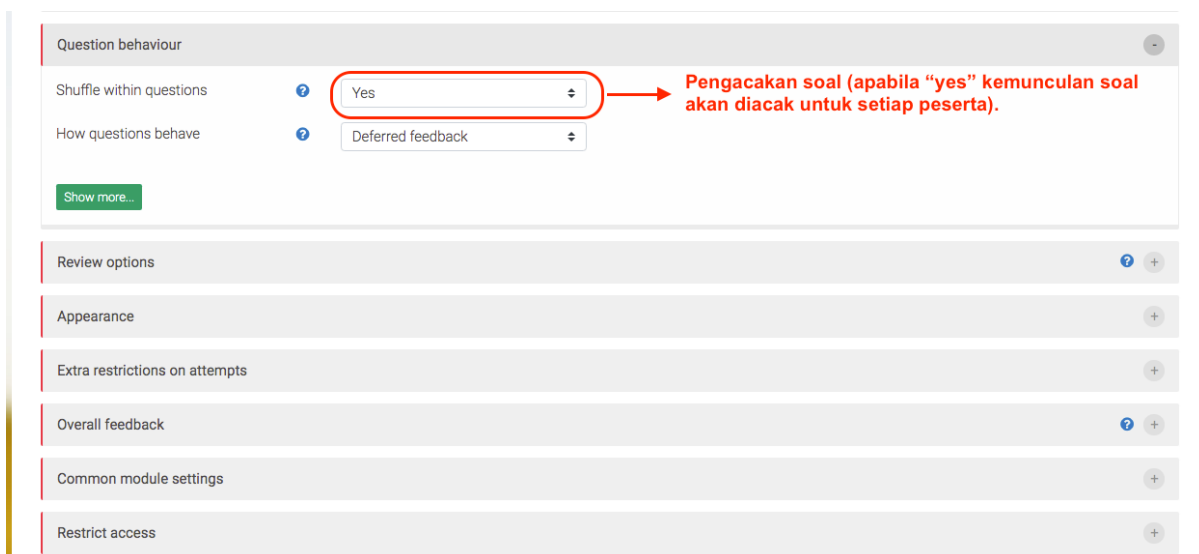 Question behaviour
Shuffle within questions
Yes
Pengacakan soal (apabila “yes” kemunculan soal
akan diacak untuk setiap peserta).
How questions behave
Deferred feedback
Show more...
Review options
Appearance
Extra restrictions on attempts
Overall feedback
Common module settings
Restrict access